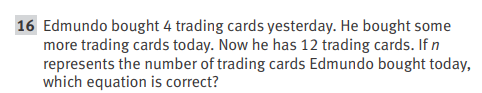 16 Edmundo bought 4 trading cards yesterday. He bought some
more trading cards today. Now he has 12 trading cards. If n
represents the number of trading cards Edmundo bought today,
which equation is correct?